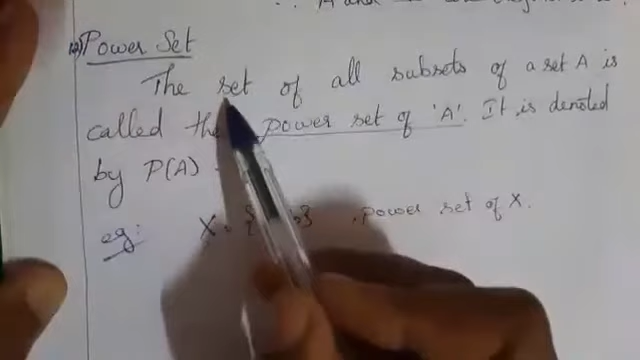 Power Set
The set of all subsets of a set A is
called the power set of 'A'. It is denoted
by P(A)
eg: X = { b} , power set of X.